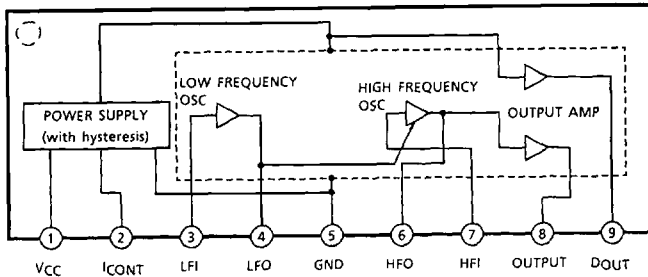 LOW FREQUENCY
OSC
HIGH FREQUENCY
OSC
POWER SUPPLY
(with hysteresis)
OUTPUT AMP
1 2 3 4 5 6 7 8 9
VCC ICONT LFI LFO GND HFO HFI OUTPUT DOUT